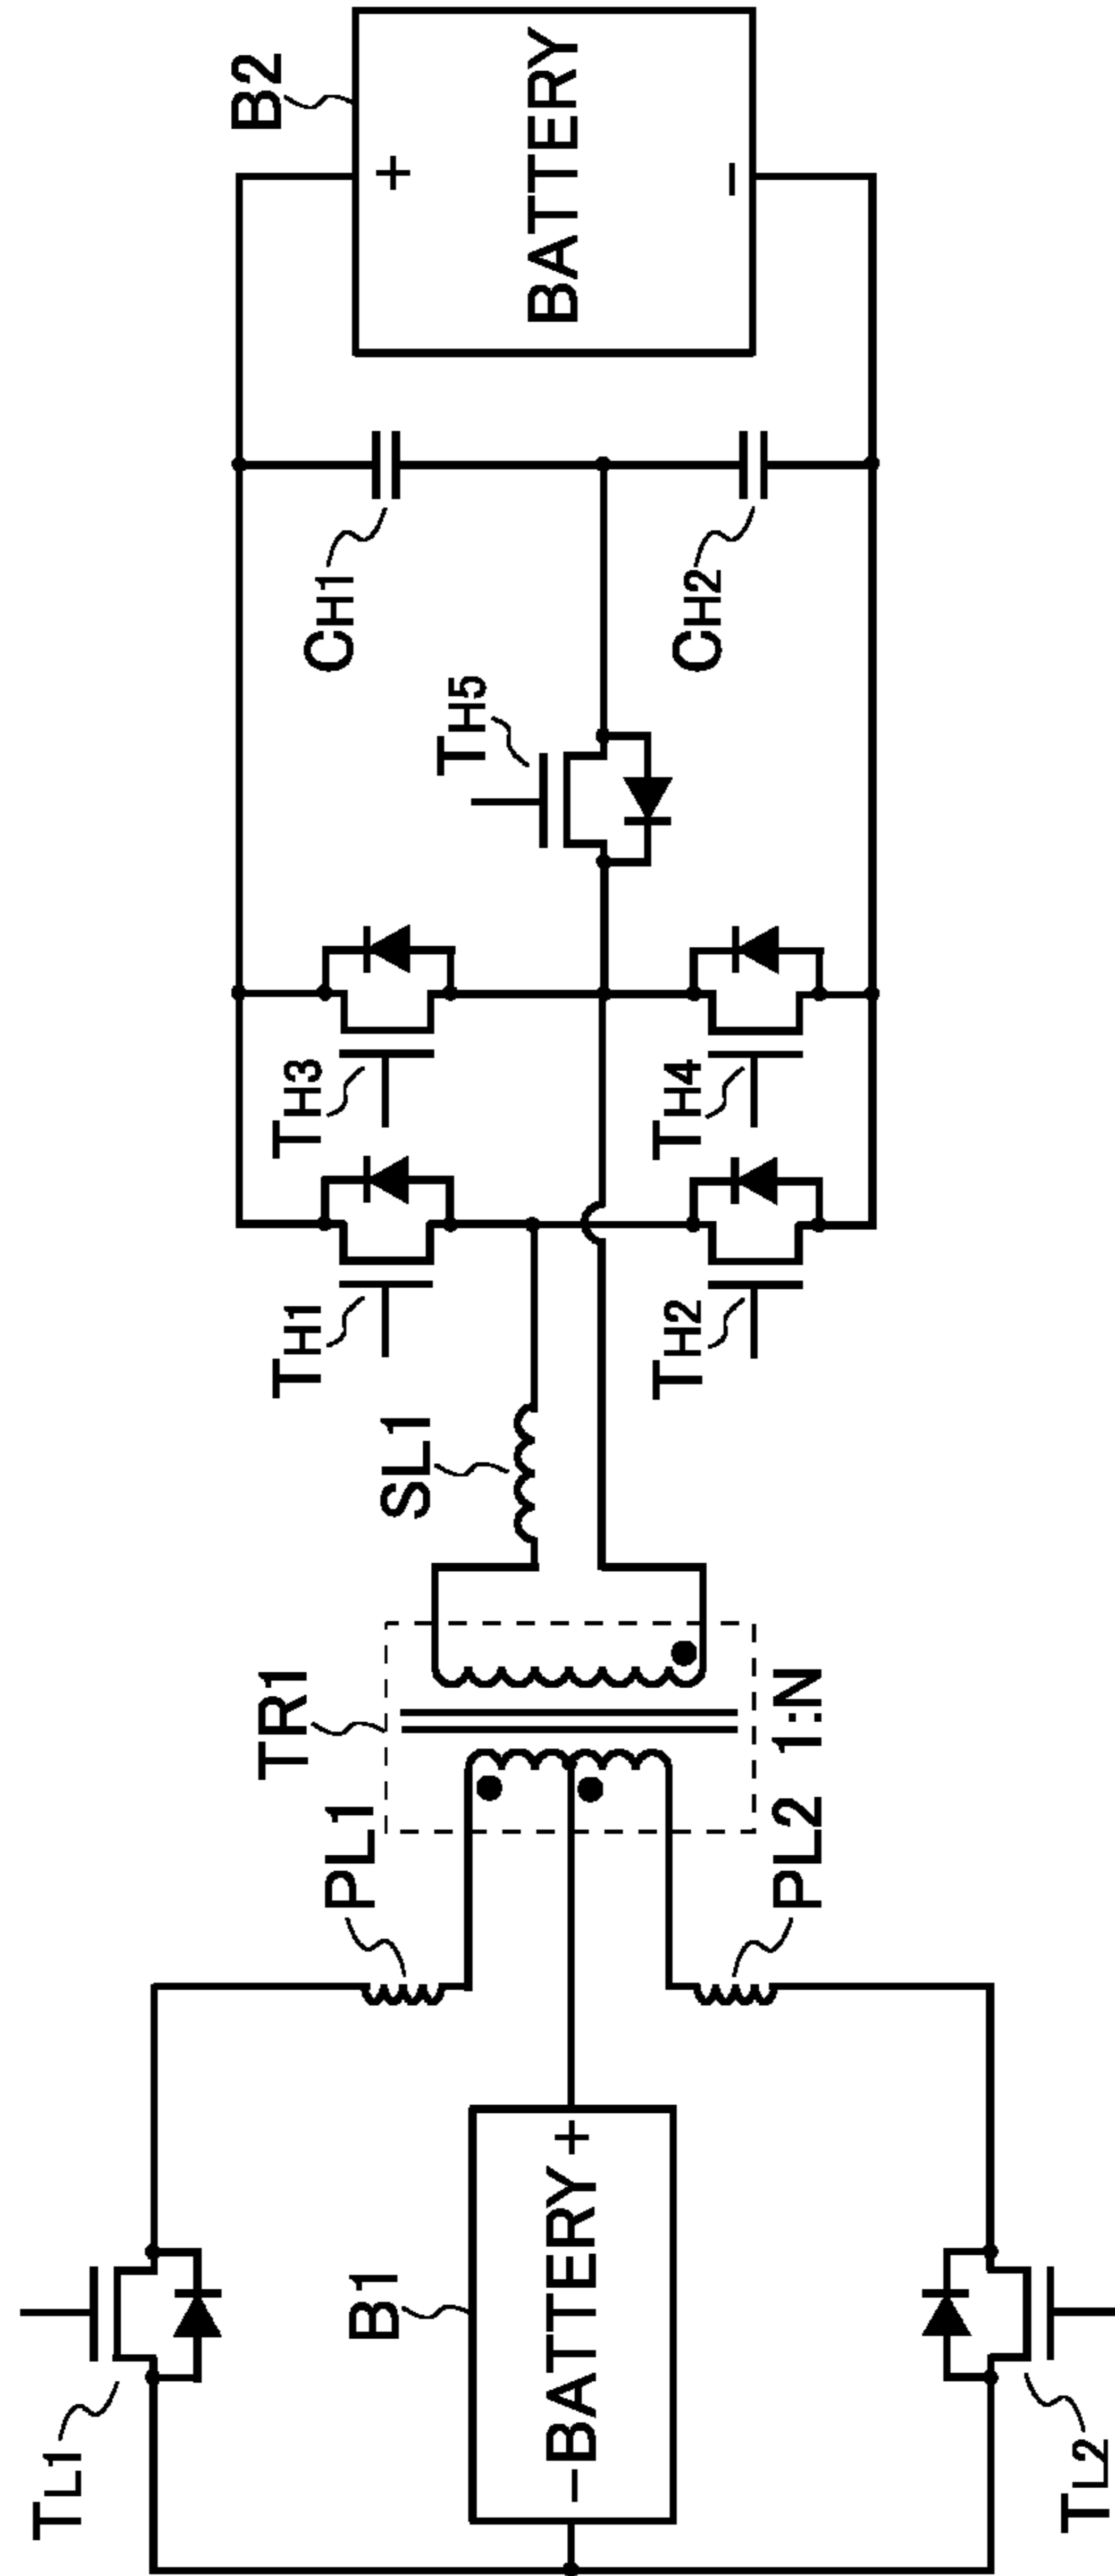 TL1
B1
- BATTERY +
TL2
PL1
PL2
TR1
1:N
SL1
TH1
TH2
TH3
TH4
TH5
CH1
CH2
B2
+
BATTERY
-